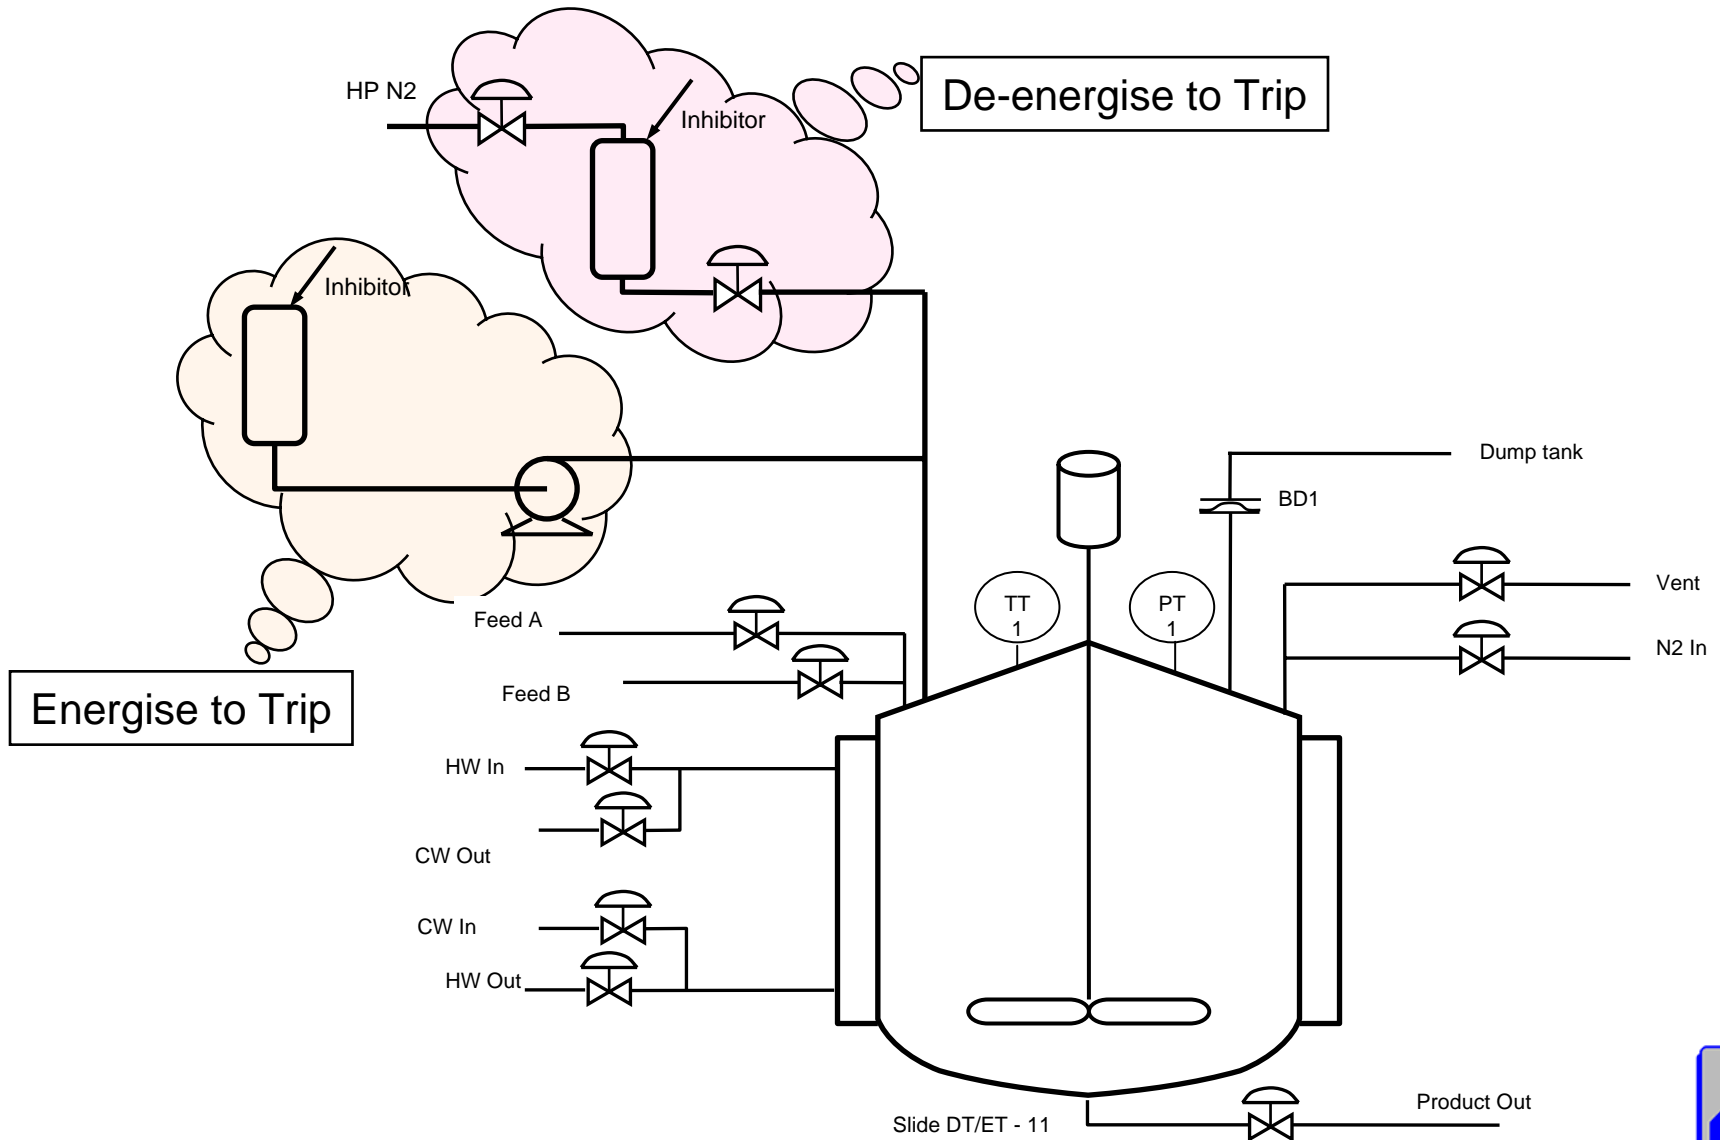 De-energise to Trip
HP N2
Inhibitor
Inhibitor
Dump tank
BD1
Vent
TT
1
PT
1
Feed A
N2 In
Feed B
Energise to Trip
HW In
CW Out
CW In
HW Out
Product Out
Slide DT/ET - 11